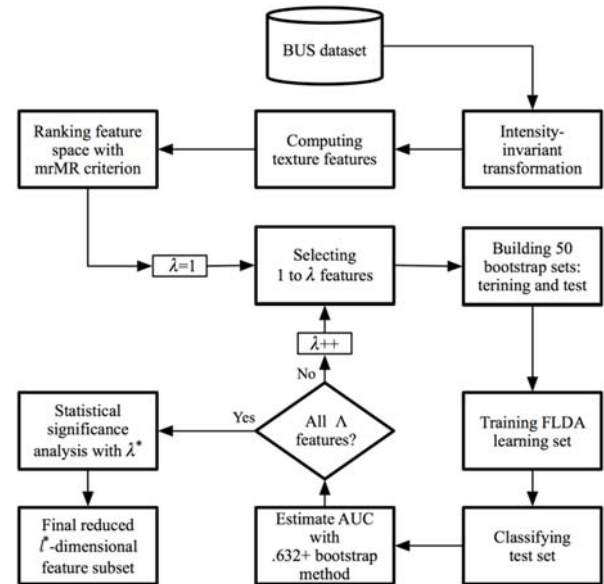 BUS dataset
Intensity-
invariant
transformation
Computing
texture features
Ranking feature
space with
mrMR criterion
λ=1
Selecting
1 to λ features
Building 50
bootstrap sets:
terining and test
Training FLDA
learning set
Classifying
test set
Estimate AUC
with
.632+ bootstrap
method
All Λ
features?
No
λ++
Yes
Statistical
significance
analysis with λ*
Final reduced
l*-dimensional
feature subset